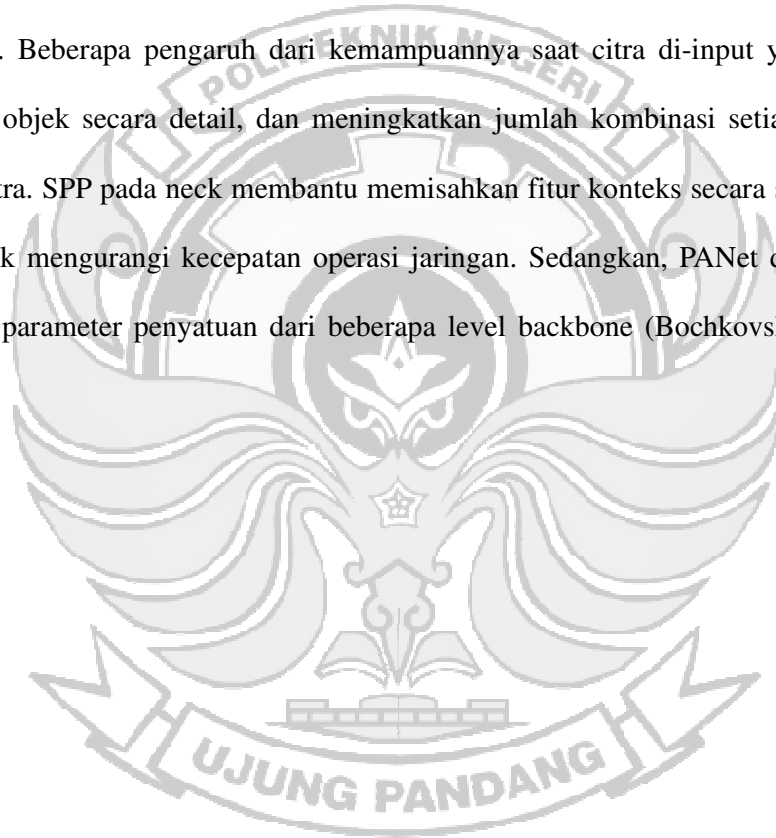 . Beberapa pengaruh dari kemampuannya saat citra di-input y
POLITEKNIK NEGERI
objek secara detail, dan meningkatkan jumlah kombinasi setia
tra. SPP pada neck membantu memisahkan fitur konteks secara s
k mengurangi kecepatan operasi jaringan. Sedangkan, PANet d
parameter penyatuan dari beberapa level backbone (Bochkovsk
UJUNG PANDANG